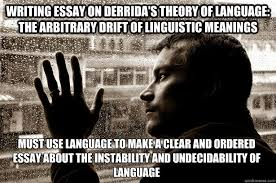 WRITING ESSAY ON DERRIDA'S THEORY OF LANGUAGE:
THE ARBITRARY DRIFT OF LINGUISTIC MEANINGS
MUST USE LANGUAGE TO MAKE A CLEAR AND ORDERED
ESSAY ABOUT THE INSTABILITY AND UNDECIDABILITY OF
LANGUAGE